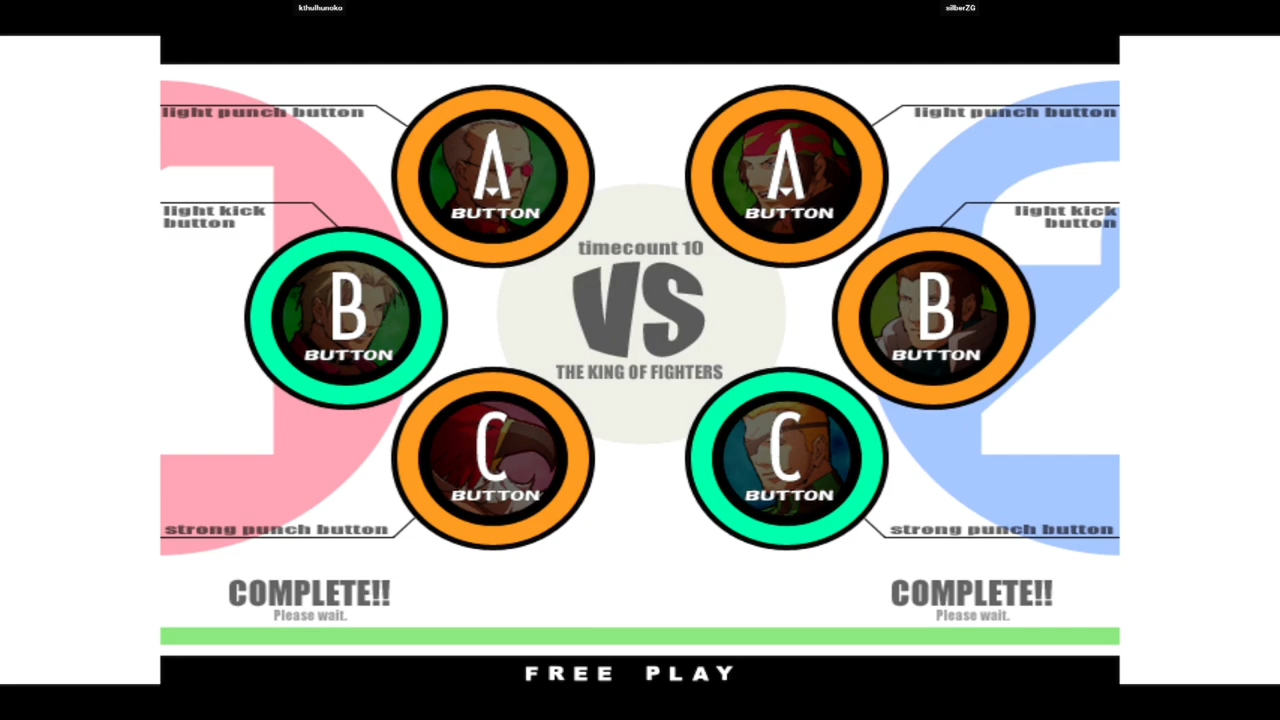 kthulhunoko
silberZG
light punch button
light punch button
A
BUTTON
A
BUTTON
light kick
button
light kick
button
timecount 10
VS
THE KING OF FIGHTERS
B
BUTTON
B
BUTTON
C
BUTTON
C
BUTTON
strong punch button
strong punch button
COMPLETE!!
Please wait.
COMPLETE!!
Please wait.
FREE PLAY